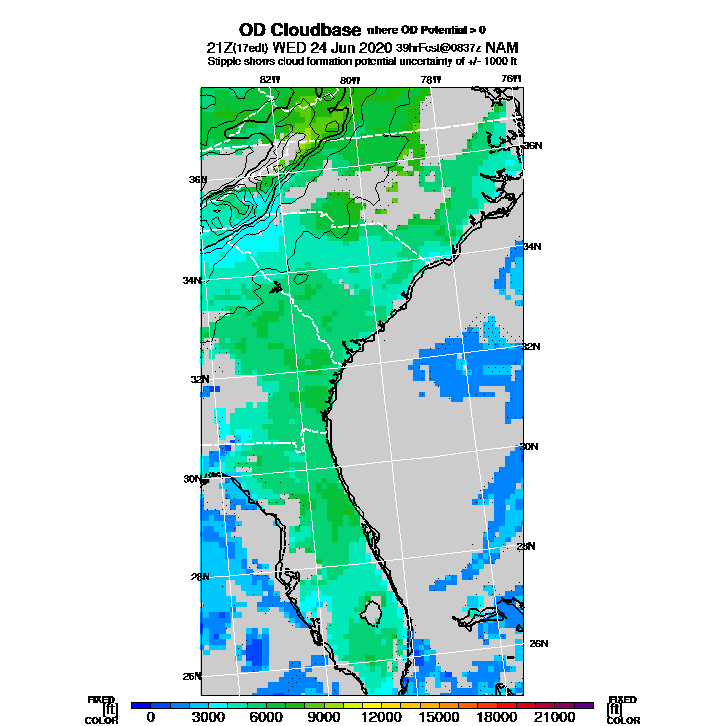 OD Cloudbase where OD Potential > 0
21Z(17edt) WED 24 Jun 2020 39hrFcst@0837z NAM
Stipple shows cloud formation potential uncertainty of +/- 1000 ft
82W 80W 78W 76W
36N
36N
34N
34N
32N
32N
30N
30N
28N
28N
26N
26N
FIXED FIXED
[ft] 0 3000 6000 9000 12000 15000 18000 21000 [ft]
COLOR COLOR